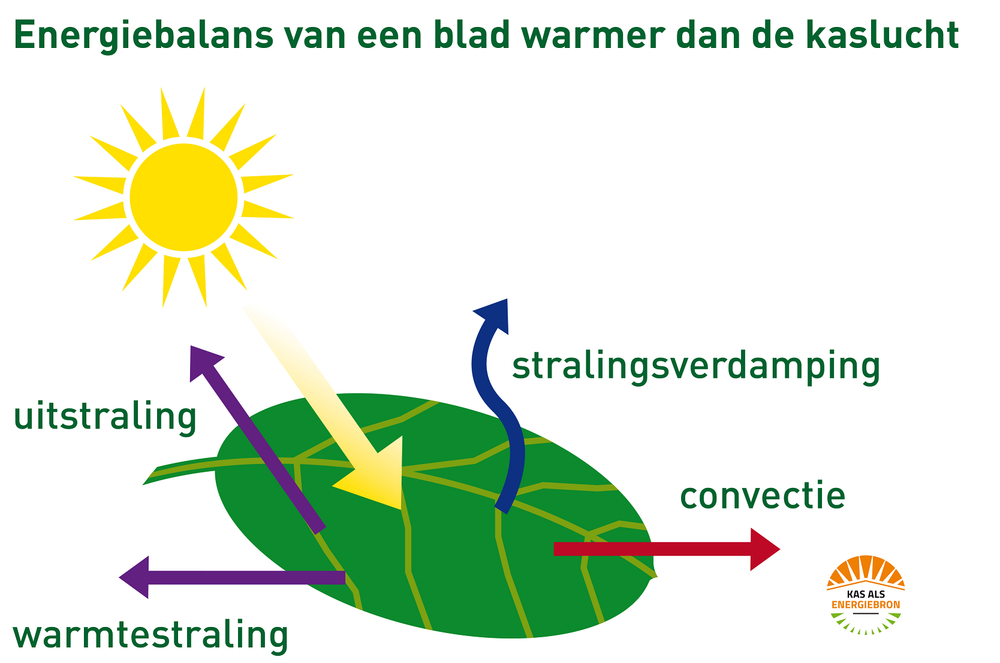 Energiebalans van een blad warmer dan de kaslucht
stralingsverdamping
uitstraling
convectie
warmtestraling
KAS ALS
ENERGIEBRON